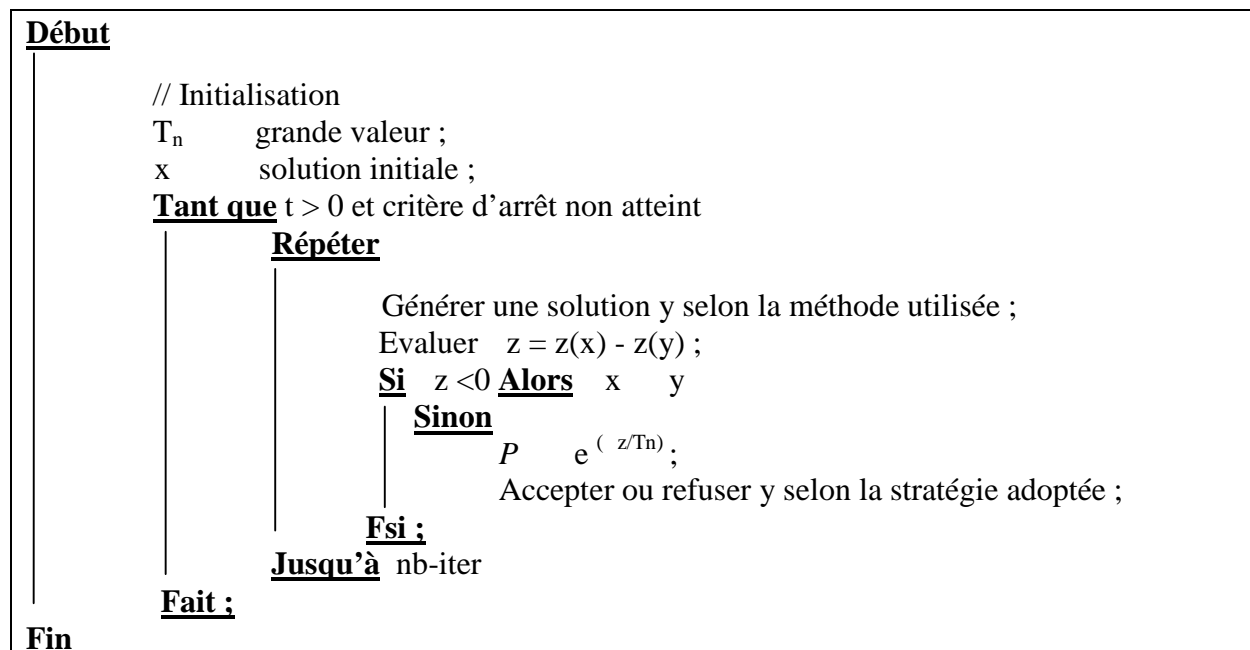 Début
// Initialisation
Tn grande valeur ;
x solution initiale ;
Tant que t > 0 et critère d'arrêt non atteint
Répéter
Générer une solution y selon la méthode utilisée ;
Evaluer z = z(x) - z(y) ;
Si z <0 Alors x y
Sinon
P e ( z/Tn) ;
Accepter ou refuser y selon la stratégie adoptée ;
Fsi ;
Jusqu'à nb-iter
Fait ;
Fin